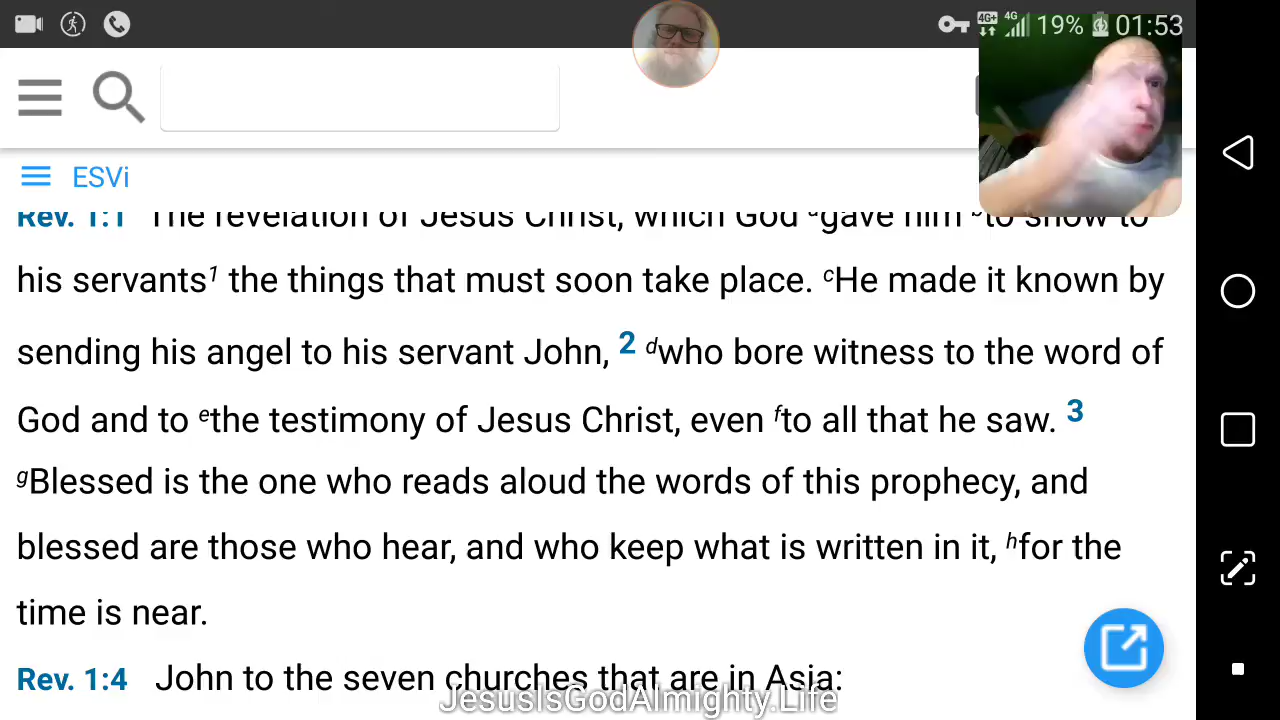 4G+ 4G 19% 01:53
ESVi
Rev. 1:1 The revelation of Jesus Christ, which God agave him bto show to
his servants1 the things that must soon take place. cHe made it known by
sending his angel to his servant John, 2 dwho bore witness to the word of
God and to ethe testimony of Jesus Christ, even fto all that he saw. 3
gBlessed is the one who reads aloud the words of this prophecy, and
blessed are those who hear, and who keep what is written in it, hfor the
time is near.
Rev. 1:4 John to the seven churches that are in Asia:
JesusIsGodAlmighty.Life